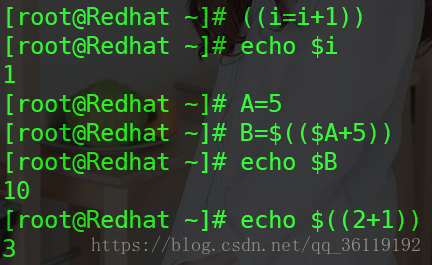 [root@Redhat ~]# ((i=i+1))
[root@Redhat ~]# echo $i
1
[root@Redhat ~]# A=5
[root@Redhat ~]# B=$(($A+5))
[root@Redhat ~]# echo $B
10
[root@Redhat ~]# echo $((2+1))
3
https://blog.csdn.net/qq_36119192